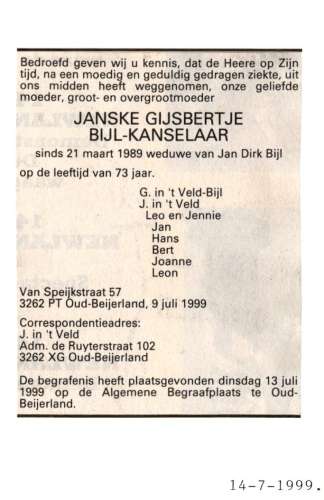 Bedroefd geven wij u kennis, dat de Heere op Zijn
tijd, na een moedig en geduldig gedragen ziekte, uit
ons midden heeft weggenomen, onze geliefde
moeder, groot- en overgrootmoeder
JANSKE GIJSBERTJE
BIJL-KANSELAAR
sinds 21 maart 1989 weduwe van Jan Dirk Bijl
op de leeftijd van 73 jaar.
G. in 't Veld-Bijl
J. in 't Veld
Leo en Jennie
Jan
Hans
Bert
Joanne
Leon
Van Speijkstraat 57
3262 PT Oud-Beijerland, 9 juli 1999
Correspondentieadres:
J. in 't Veld
Adm. de Ruyterstraat 102
3262 XG Oud-Beijerland
De begrafenis heeft plaatsgevonden dinsdag 13 juli
1999 op de Algemene Begraafplaats te Oud-
Beijerland.
14-7-1999.